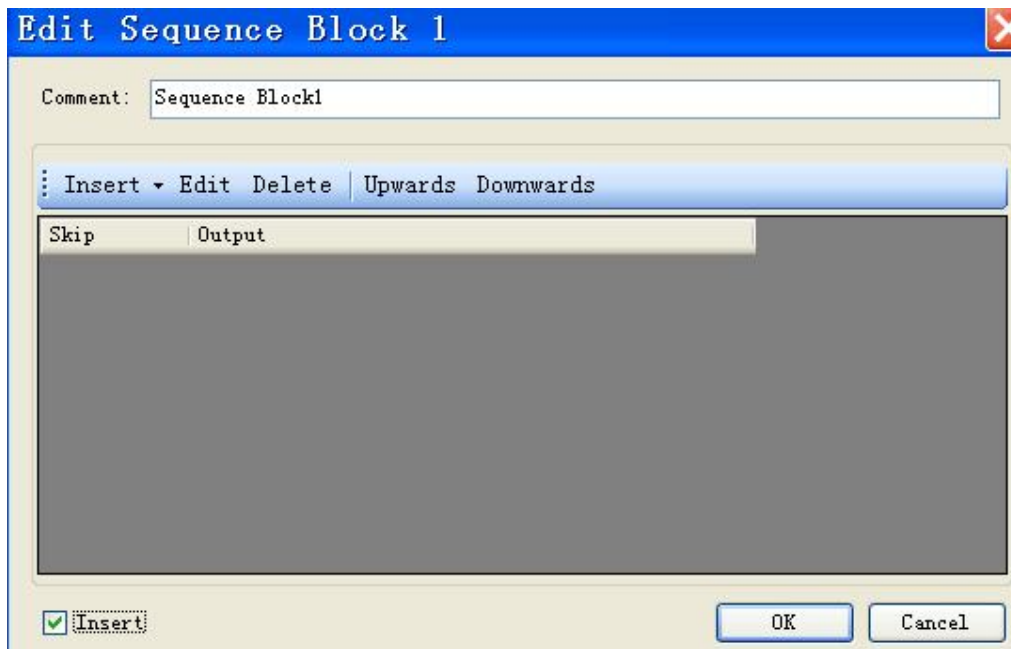 Edit Sequence Block 1
Comment: Sequence Block1
Insert Edit Delete Upwards Downwards
Skip Output
Insert OK Cancel